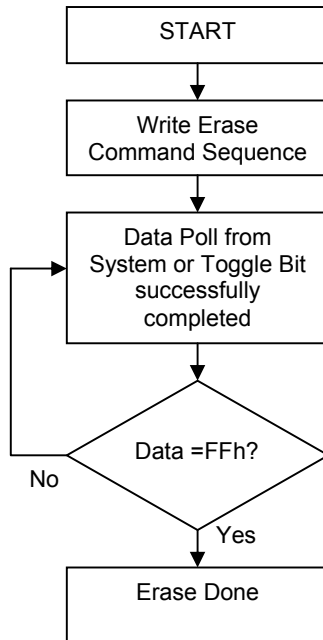 START
Write Erase
Command Sequence
Data Poll from
System or Toggle Bit
successfully
completed
Data =FFh?
No
Yes
Erase Done